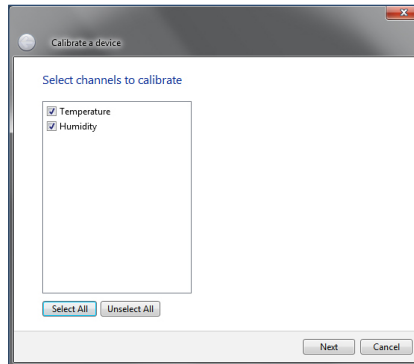 Calibrate a device
Select channels to calibrate
Temperature
Humidity
Select All Unselect All
Next Cancel